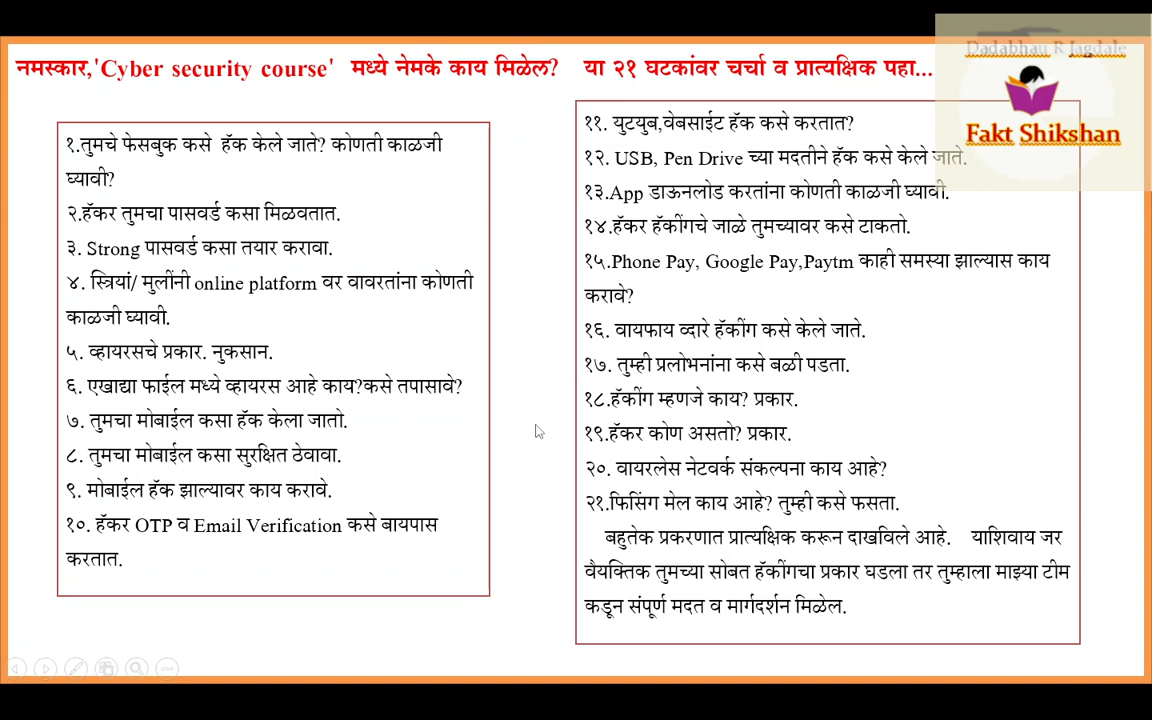 Dadabhau R Jagdale
नमस्कार,'Cyber security course' मध्ये नेमके काय मिळेल? या २१ घटकांवर चर्चा व प्रात्यक्षिक पहा...
Fakt Shikshan
१.तुमचे फेसबुक कसे हॅक केले जाते? कोणती काळजी
घ्यावी?
२.हॅकर तुमचा पासवर्ड कसा मिळवतात.
३. Strong पासवर्ड कसा तयार करावा.
४. स्त्रियां/ मुलींनी online platform वर वावरतांना कोणती
काळजी घ्यावी.
५. व्हायरसचे प्रकार. नुकसान.
६. एखाद्या फाईल मध्ये व्हायरस आहे काय?कसे तपासावे?
७. तुमचा मोबाईल कसा हॅक केला जातो.
८. तुमचा मोबाईल कसा सुरक्षित ठेवावा.
९. मोबाईल हॅक झाल्यावर काय करावे.
१०. हॅकर OTP व Email Verification कसे बायपास
करतात.
११. युटयुब,वेबसाईट हॅक कसे करतात?
१२. USB, Pen Drive च्या मदतीने हॅक कसे केले जाते.
१३.App डाऊनलोड करतांना कोणती काळजी घ्यावी.
१४.हॅकर हॅकींगचे जाळे तुमच्यावर कसे टाकतो.
१५.Phone Pay, Google Pay,Paytm काही समस्या झाल्यास काय
करावे?
१६. वायफाय व्दारे हॅकींग कसे केले जाते.
१७. तुम्ही प्रलोभनांना कसे बळी पडता.
१८.हॅकींग म्हणजे काय? प्रकार.
१९.हॅकर कोण असतो? प्रकार.
२०. वायरलेस नेटवर्क संकल्पना काय आहे?
२१.फिसिंग मेल काय आहे? तुम्ही कसे फसता.
बहुतेक प्रकरणात प्रात्यक्षिक करून दाखविले आहे. याशिवाय जर
वैयक्तिक तुमच्या सोबत हॅकींगचा प्रकार घडला तर तुम्हाला माझ्या टीम
कडून संपूर्ण मदत व मार्गदर्शन मिळेल.